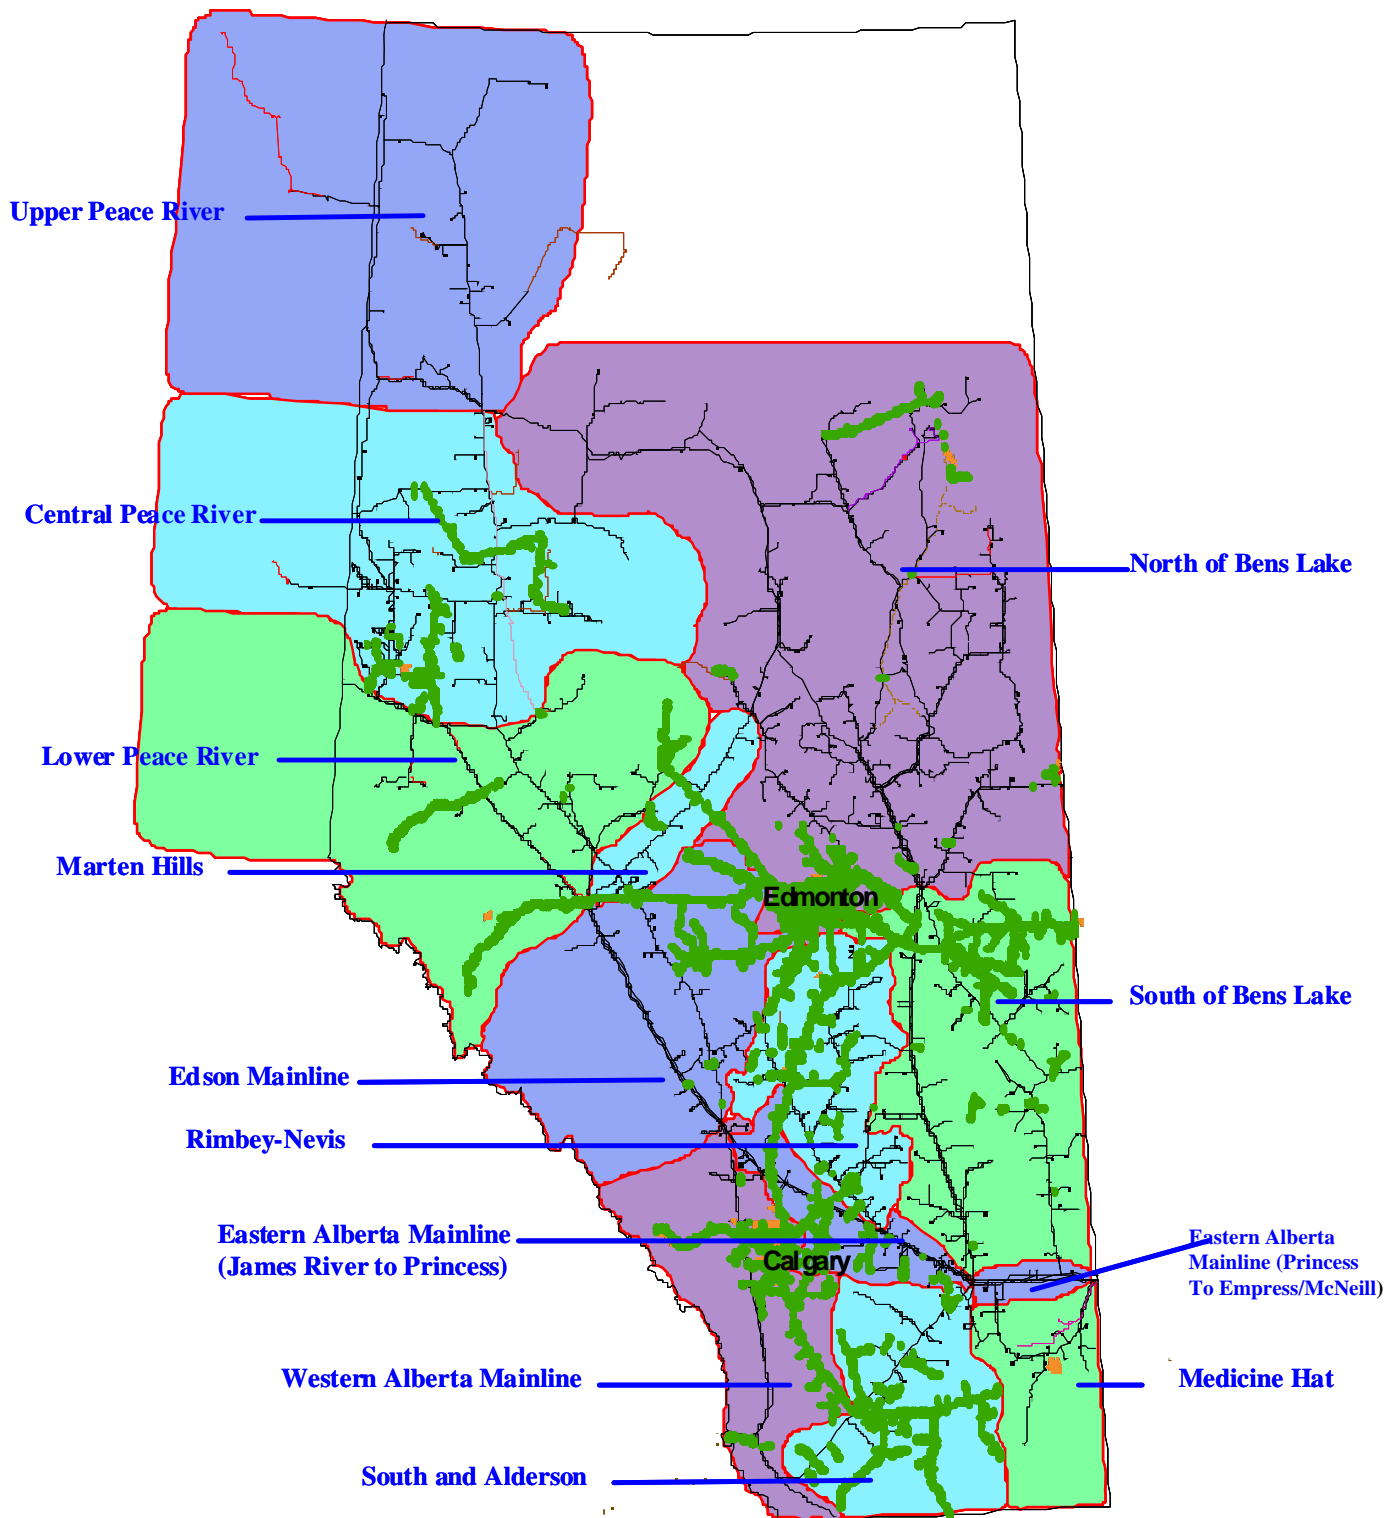 Upper Peace River
Central Peace River
North of Bens Lake
Lower Peace River
Marten Hills
Edmonton
South of Bens Lake
Edson Mainline
Rimbey-Nevis
Eastern Alberta Mainline
(James River to Princess)
Eastern Alberta
Mainline (Princess
To Empress/McNeill)
Calgary
Western Alberta Mainline
Medicine Hat
South and Alderson